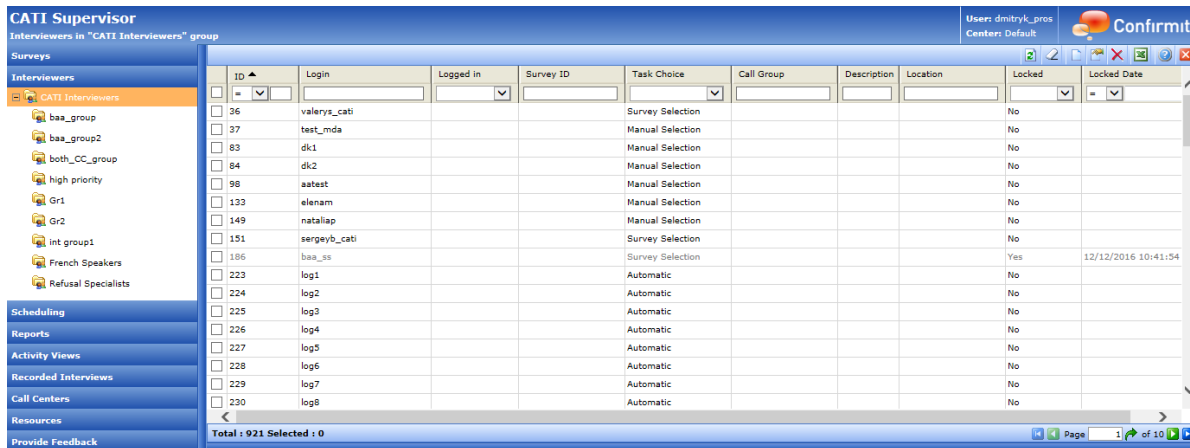 CATI Supervisor
Interviewers in "CATI Interviewers" group
User: dmitryk_pros
Center: Default
Confirmit
Surveys
Interviewers
CATI Interviewers
baa_group
baa_group2
both_CC_group
high priority
Gr1
Gr2
int group1
French Speakers
Refusal Specialists
Scheduling
Reports
Activity Views
Recorded Interviews
Call Centers
Resources
Provide Feedback
ID Login Logged in Survey ID Task Choice Call Group Description Location Locked Locked Date
= =
36 valerys_cati Survey Selection No
37 test_mda Manual Selection No
83 dk1 Manual Selection No
84 dk2 Manual Selection No
98 aatest Manual Selection No
133 elenam Manual Selection No
149 nataliap Manual Selection No
151 sergeyb_cati Survey Selection No
186 baa_ss Survey Selection Yes 12/12/2016 10:41:54
223 log1 Automatic No
224 log2 Automatic No
225 log3 Automatic No
226 log4 Automatic No
227 log5 Automatic No
228 log6 Automatic No
229 log7 Automatic No
230 log8 Automatic No
Total : 921 Selected : 0
Page 1 of 10